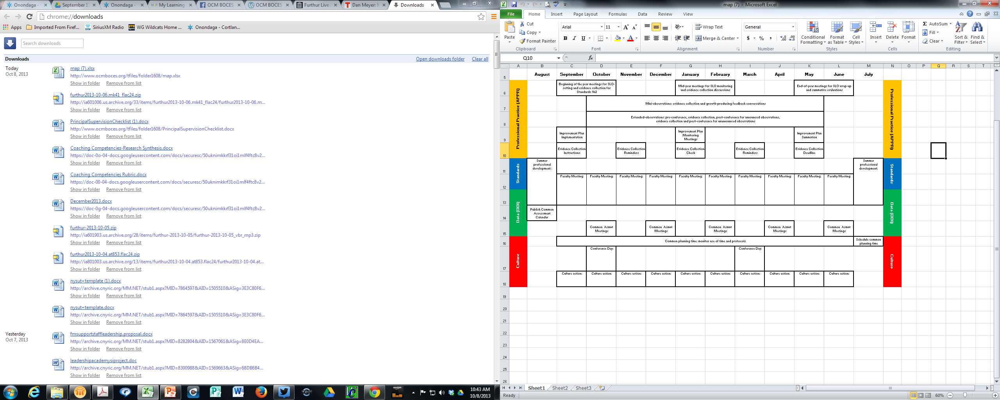 Onondaga -
September 17
Onondaga -
My Learning
OCM BOCES
OCM BOCES
Furthur Live
Dan Meyer:
Downloads
chrome://downloads
Apps
Imported From Firef...
SiriusXM Radio
WG Wildcats Home ...
Onondaga - Cortlan...
Search downloads
Downloads
Open downloads folder
Clear all
Today
Oct 8, 2013
map (7).xlsx
http://www.ocmboces.org/tfiles/folder1608/map.xlsx
Show in folder Remove from list
furthur2013-10-06.mk41_flac24.zip
http://ia601006.us.archive.org/33/items/furthur2013-10-06.mk41_flac24/furthur2013-10-06.m...
Show in folder Remove from list
PrincipalSupervisionChecklist (1).docx
http://www.ocmboces.org/tfiles/folder1608/PrincipalSupervisionChecklist.docx
Show in folder Remove from list
Coaching Competencies-Research Synthesis.docx
https://doc-0o-04-docs.googleusercontent.com/docs/securesc/50uknimkkrf31oi1mlf4ftc8v2...
Show in folder Remove from list
Coaching Competencies Rubric.docx
https://doc-00-04-docs.googleusercontent.com/docs/securesc/50uknimkkrf31oi1mlf4ftc8v2...
Show in folder Remove from list
December2013.docx
https://doc-0g-04-docs.googleusercontent.com/docs/securesc/50uknimkkrf31oi1mlf4ftc8v2...
Show in folder Remove from list
furthur-2013-10-05.zip
http://ia601903.us.archive.org/28/items/furthur-2013-10-05/furthur-2013-10-05_vbr_mp3.zip
Show in folder Remove from list
furthur2013-10-04.at853.flac24.zip
http://ia801003.us.archive.org/13/items/furthur2013-10-04.at853.flac24/furthur2013-10-04.at...
Show in folder Remove from list
nysut+template (1).docx
http://archive.cnyric.org/MM.NET/stub1.aspx?MID=7864597&AID=1505510&ASig=3E3C80F6...
Show in folder Remove from list
nysut+template.docx
http://archive.cnyric.org/MM.NET/stub1.aspx?MID=7864597&AID=1505510&ASig=3E3C80F6...
Show in folder Remove from list
Yesterday
Oct 7, 2013
fmsupportstaffleadership.proposal.docx
http://archive.cnyric.org/MM.NET/stub1.aspx?MID=8282804&AID=1567061&ASig=8E0D4EA...
Show in folder Remove from list
leadershipacademysiproject.doc
http://archive.cnyric.org/MM.NET/stub1.aspx?MID=8300988&AID=1569663&ASig=68DB6B4...
Show in folder Remove from list
10:43 AM
10/8/2013
map (7) - Microsoft Excel
File Home Insert Page Layout Formulas Data Review View
Paste
Cut
Copy
Format Painter
Clipboard
Arial 11
B I U
Font
Wrap Text
Merge & Center
Alignment
General
$ % ,
Number
Conditional Formatting
Format as Table
Cell Styles
Styles
Insert Delete Format
Cells
AutoSum
Fill
Clear
Sort & Filter
Find & Select
Editing
Q10
fx
A B C D E F G H I J K L M N O P Q R S T
5 August September October November December January February March April May June July
Professional Practice (APPR)
6
Beginning of the year meetings for SLO-
setting and evidence collection for
Standards 1&2
Mid-year meetings for SLO monitoring
and evidence collection discussions
End-of-year meetings for SLO wrap-up
and summative evaluations
Professional Practice (APPR)
7
Mini-observations: evidence collection and growth-producing feedback conversations
8
Extended-observations: pre-conference, evidence collection, post-conference for announced observations,
evidence collection and post-conference for unannounced observations
9
Improvement Plan
Implementation
Improvement Plan
Monitoring
Meetings
Improvement Plan
Summation
10
Evidence Collection
Instructions
Evidence Collection
Reminders
Evidence Collection
Check
Evidence Collection
Reminders
Evidence Collection
Deadline
Standards
11
Summer
professional
development:
Summer
professional
development:
Standards
12
Faculty Meeting: Faculty Meeting: Faculty Meeting: Faculty Meeting: Faculty Meeting: Faculty Meeting: Faculty Meeting: Faculty Meeting: Faculty Meeting: Faculty Meeting:
Data (DDI)
13
Data (DDI)
14
Publish Common
Assessment
Calendar
15
Common Asmnt
Meetings
Common Asmnt
Meetings
Common Asmnt
Meetings
Common Asmnt
Meetings
Common Asmnt
Meetings
Culture
16
Common planning time: monitor use of time and protocols
Schedule common
planning time
Culture
17
Conference Day:
Conference Day:
18
Culture action: Culture action: Culture action: Culture action: Culture action: Culture action: Culture action: Culture action: Culture action: Culture action:
19
20
21
22
23
24
25
26
Sheet1 Sheet2 Sheet3
Ready
60%